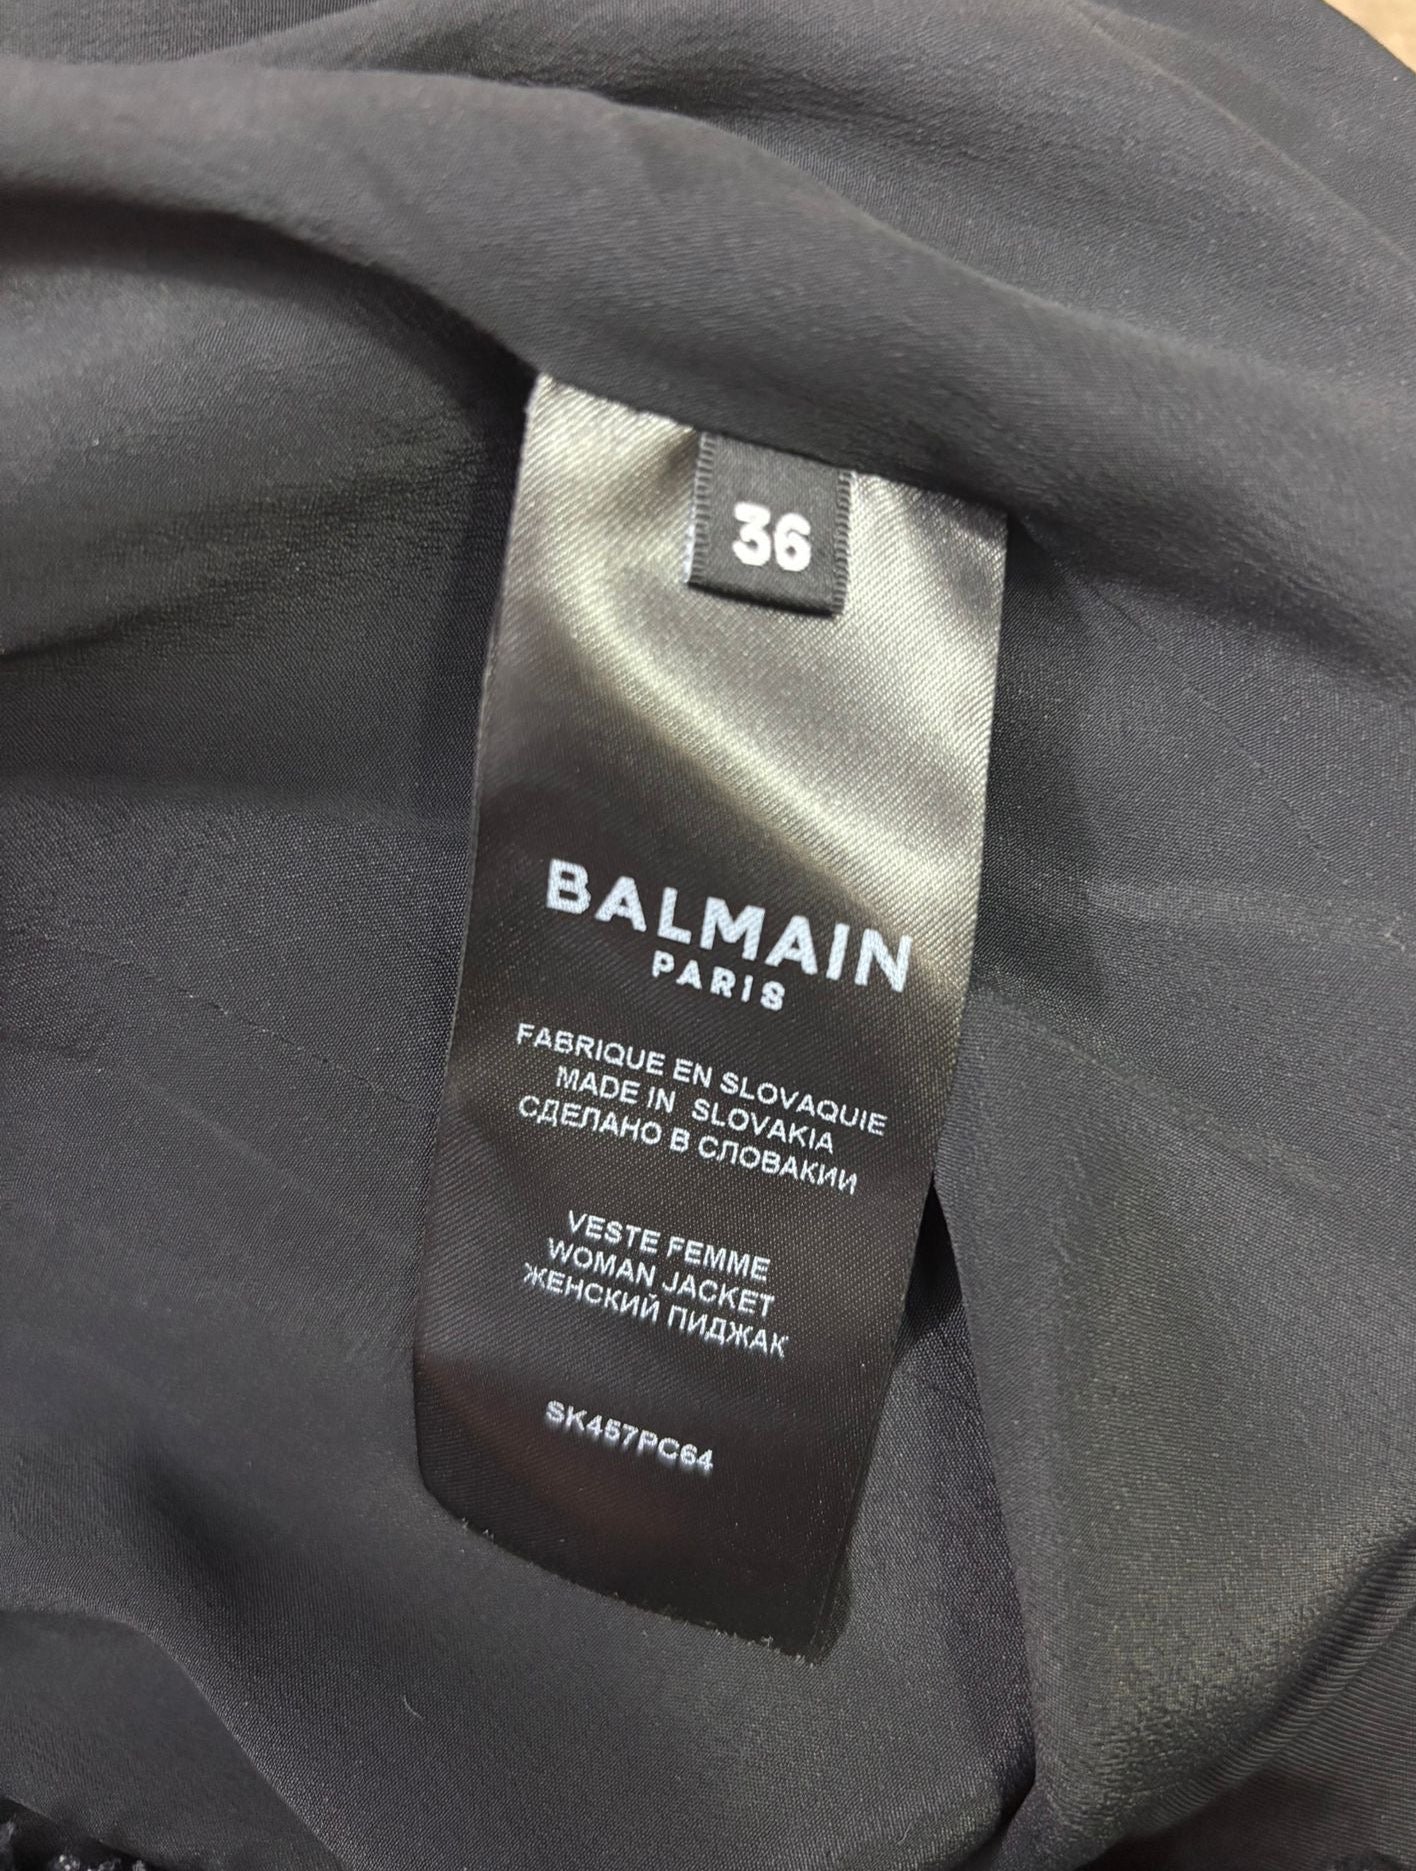 36
BALMAIN
PARIS
FABRIQUE EN SLOVAQUIE
MADE IN SLOVAKIA
СДЕЛАНО В СЛОВАКИИ
VESTE FEMME
WOMAN JACKET
ЖЕНСКИЙ ПИДЖАК
SK457PC64